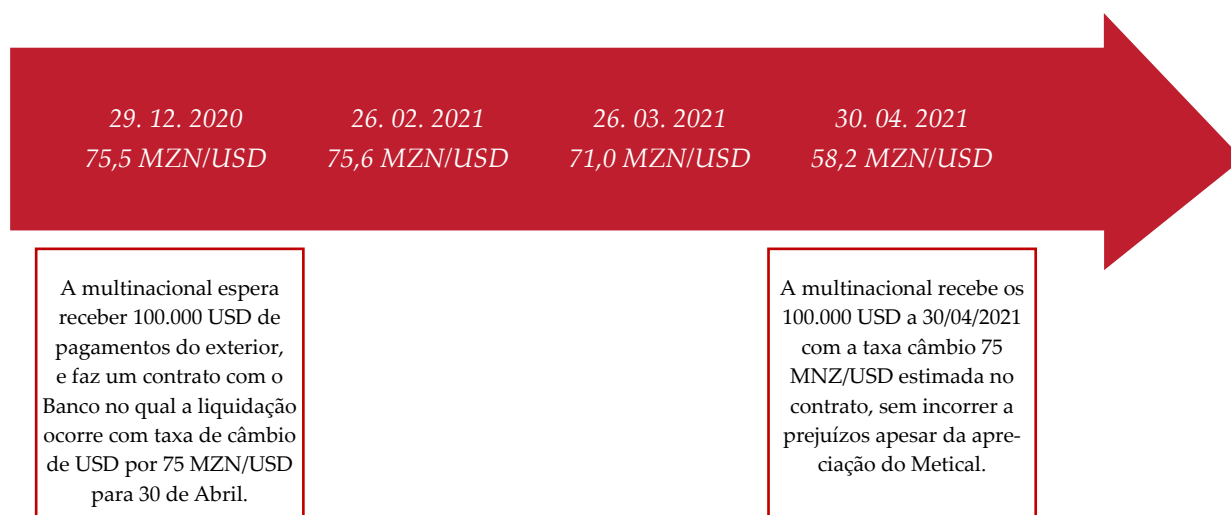 29. 12. 2020
75,5 MZN/USD
26. 02. 2021
75,6 MZN/USD
26. 03. 2021
71,0 MZN/USD
30. 04. 2021
58,2 MZN/USD
A multinacional espera
receber 100.000 USD de
pagamentos do exterior,
e faz um contrato com o
Banco no qual a liquidação
ocorre com taxa de câmbio
de USD por 75 MZN/USD
para 30 de Abril.
A multinacional recebe os
100.000 USD a 30/04/2021
com a taxa câmbio 75
MNZ/USD estimada no
contrato, sem incorrer a
prejuízos apesar da apre-
ciação do Metical.